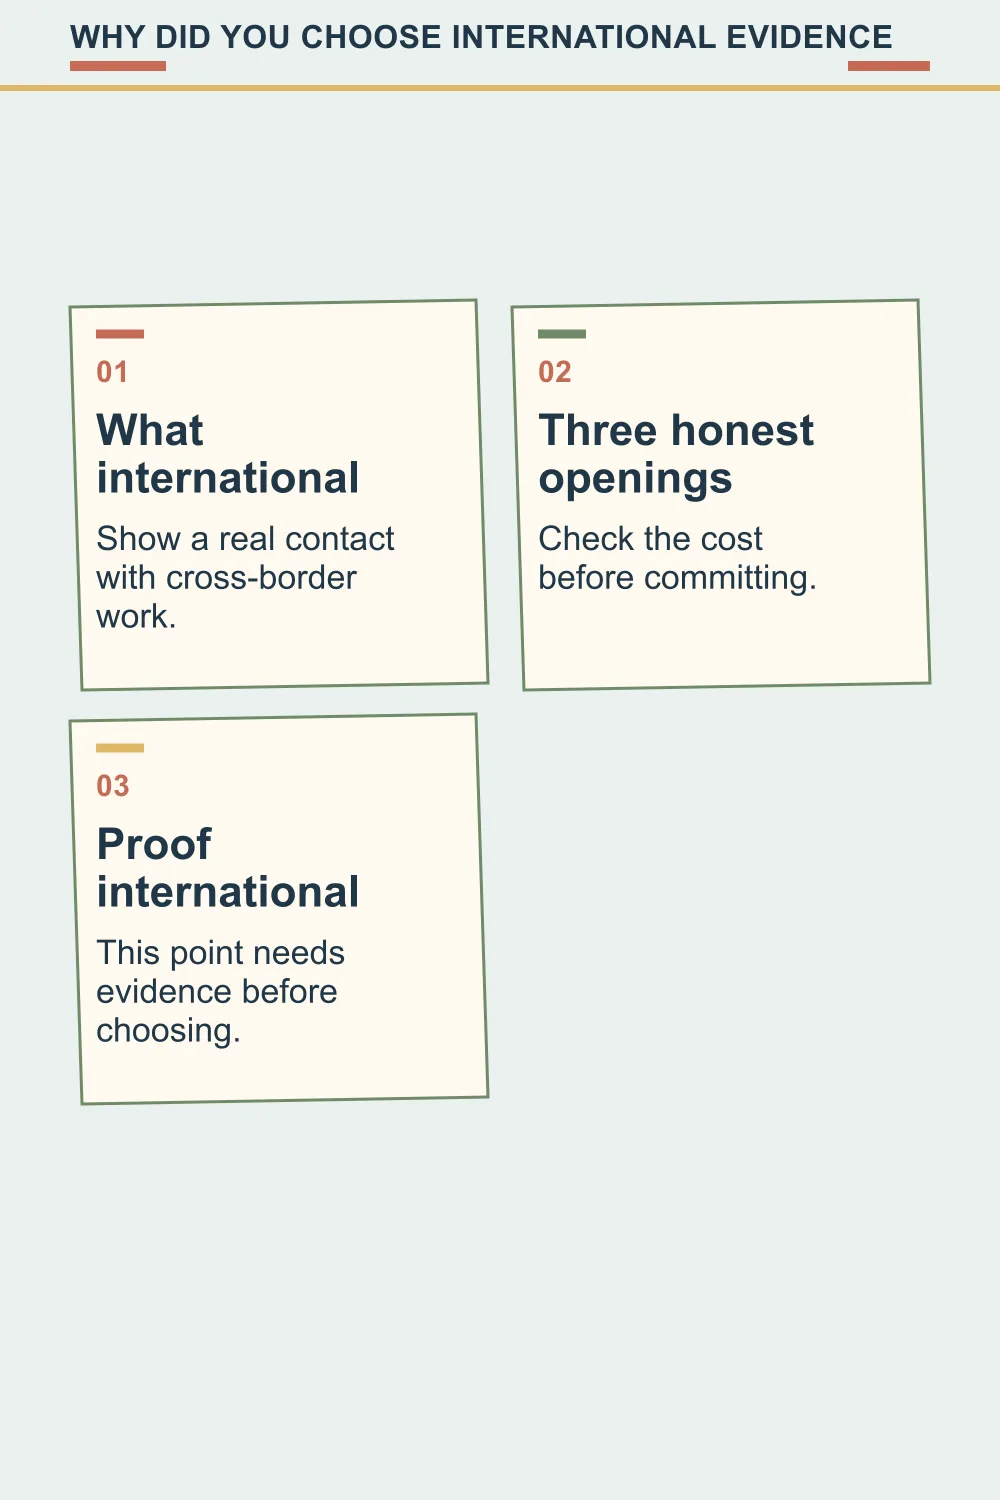 WHY DID YOU CHOOSE INTERNATIONAL EVIDENCE
01
What
international
Show a real contact
with cross-border
work.
02
Three honest
openings
Check the cost
before committing.
03
Proof
international
This point needs
evidence before
choosing.